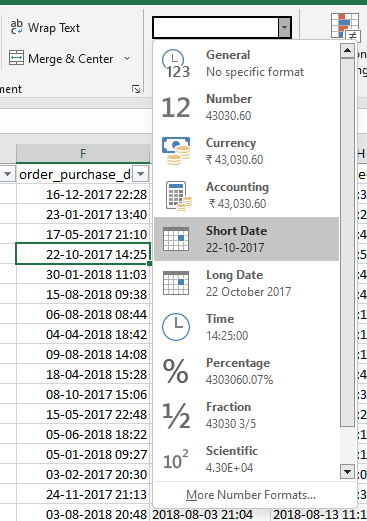 ab Wrap Text
c
Merge & Center
ment
General
123 No specific format
12 Number
43030.60
Currency
₹ 43,030.60
Accounting
₹ 43,030.60
Short Date
22-10-2017
Long Date
22 October 2017
Time
14:25:00
% Percentage
4303060.07%
½ Fraction
43030 3/5
10² Scientific
4.30E+04
More Number Formats...
F
H
order_purchase_d
16-12-2017 22:28
23-01-2017 13:40
17-05-2017 21:10
22-10-2017 14:25
30-01-2018 11:03
15-08-2018 09:38
06-08-2018 08:44
04-04-2018 18:42
09-08-2018 14:08
18-04-2018 15:28
08-10-2017 15:06
15-05-2017 22:48
05-06-2018 18:22
05-01-2018 09:27
03-02-2017 20:30
24-11-2017 21:13
03-08-2018 20:48 2018-08-03 21:04 2018-08-13 11:1